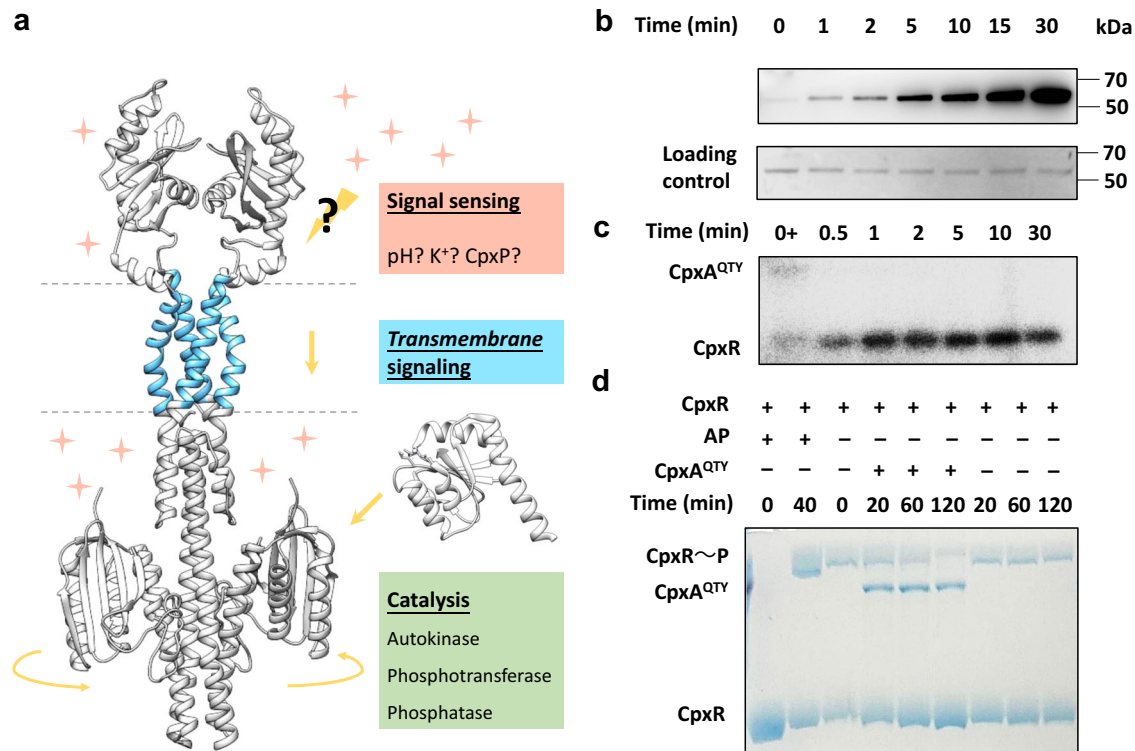 a
?
Signal sensing
pH? K⁺? CpxP?
Transmembrane
signaling
Catalysis
Autokinase
Phosphotransferase
Phosphatase
b
Time (min) 0 1 2 5 10 15 30 kDa
70
50
Loading
control
70
50
c
Time (min) 0+ 0.5 1 2 5 10 30
CpxA^QTY
CpxR
d
CpxR + + + + + + + + +
AP + + − − − − − − −
CpxA^QTY − − − + + + − − −
Time (min) 0 40 0 20 60 120 20 60 120
CpxR～P
CpxA^QTY
CpxR